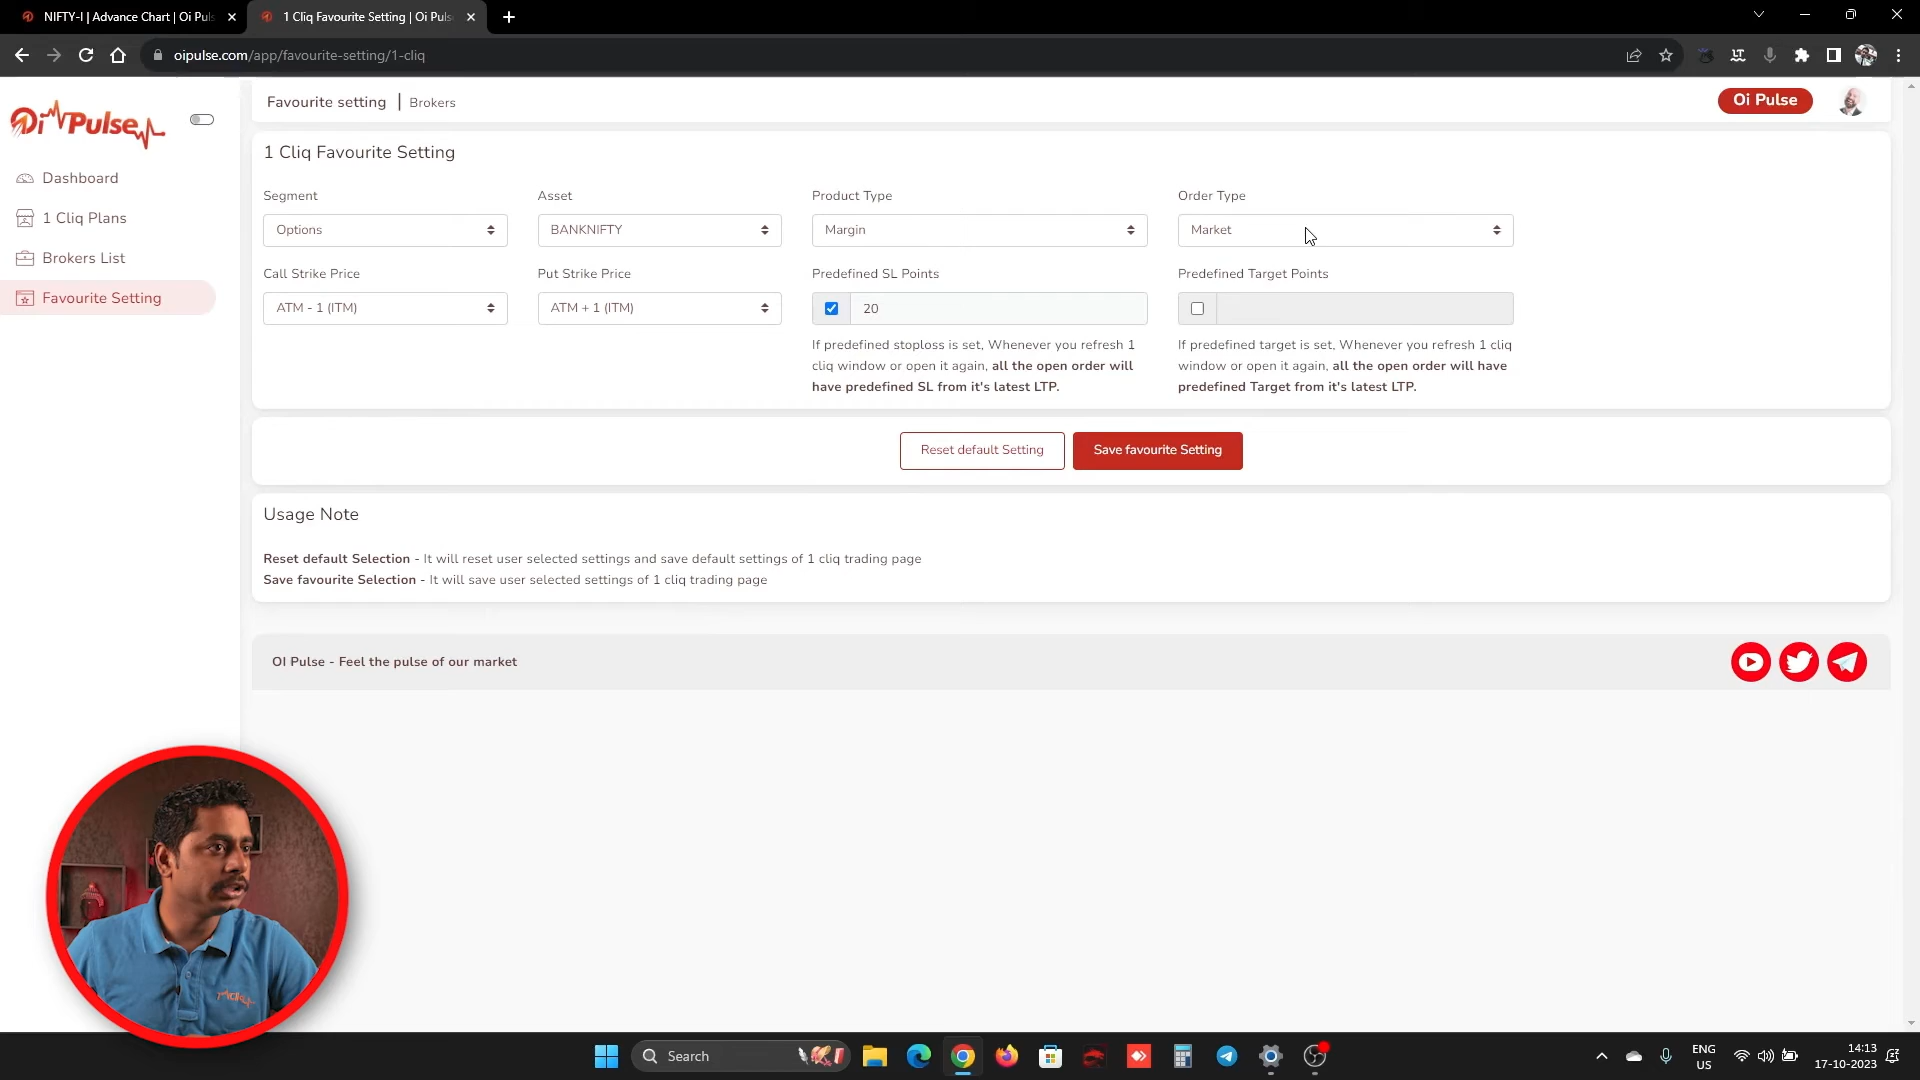 NIFTY-I | Advance Chart | Oi Pul
1 Cliq Favourite Setting | Oi Puls
oipulse.com/app/favourite-setting/1-cliq
Oi Pulse
Favourite setting | Brokers
Oi Pulse
Dashboard
1 Cliq Plans
Brokers List
Favourite Setting
1 Cliq Favourite Setting
Segment
Asset
Product Type
Order Type
Options
BANKNIFTY
Margin
Market
Call Strike Price
Put Strike Price
Predefined SL Points
Predefined Target Points
ATM - 1 (ITM)
ATM + 1 (ITM)
20
If predefined stoploss is set, Whenever you refresh 1
cliq window or open it again, all the open order will
have predefined SL from it's latest LTP.
If predefined target is set, Whenever you refresh 1 cliq
window or open it again, all the open order will have
predefined Target from it's latest LTP.
Reset default Setting
Save favourite Setting
Usage Note
Reset default Selection - It will reset user selected settings and save default settings of 1 cliq trading page
Save favourite Selection - It will save user selected settings of 1 cliq trading page
OI Pulse - Feel the pulse of our market
Search
ENG
US
14:13
17-10-2023